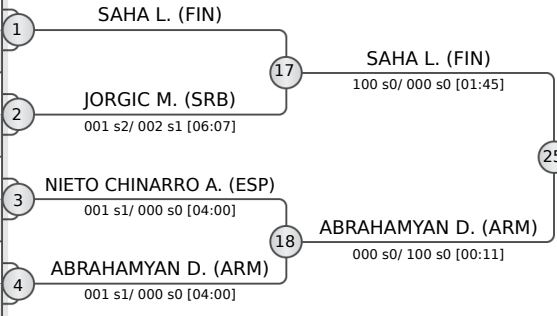 SAHA L. (FIN)
1
17
SAHA L. (FIN)
100 s0/ 000 s0 [01:45]
JORGIC M. (SRB)
2
001 s2/ 002 s1 [06:07]
25
NIETO CHINARRO A. (ESP)
3
001 s1/ 000 s0 [04:00]
18
ABRAHAMYAN D. (ARM)
000 s0/ 100 s0 [00:11]
ABRAHAMYAN D. (ARM)
4
001 s1/ 000 s0 [04:00]